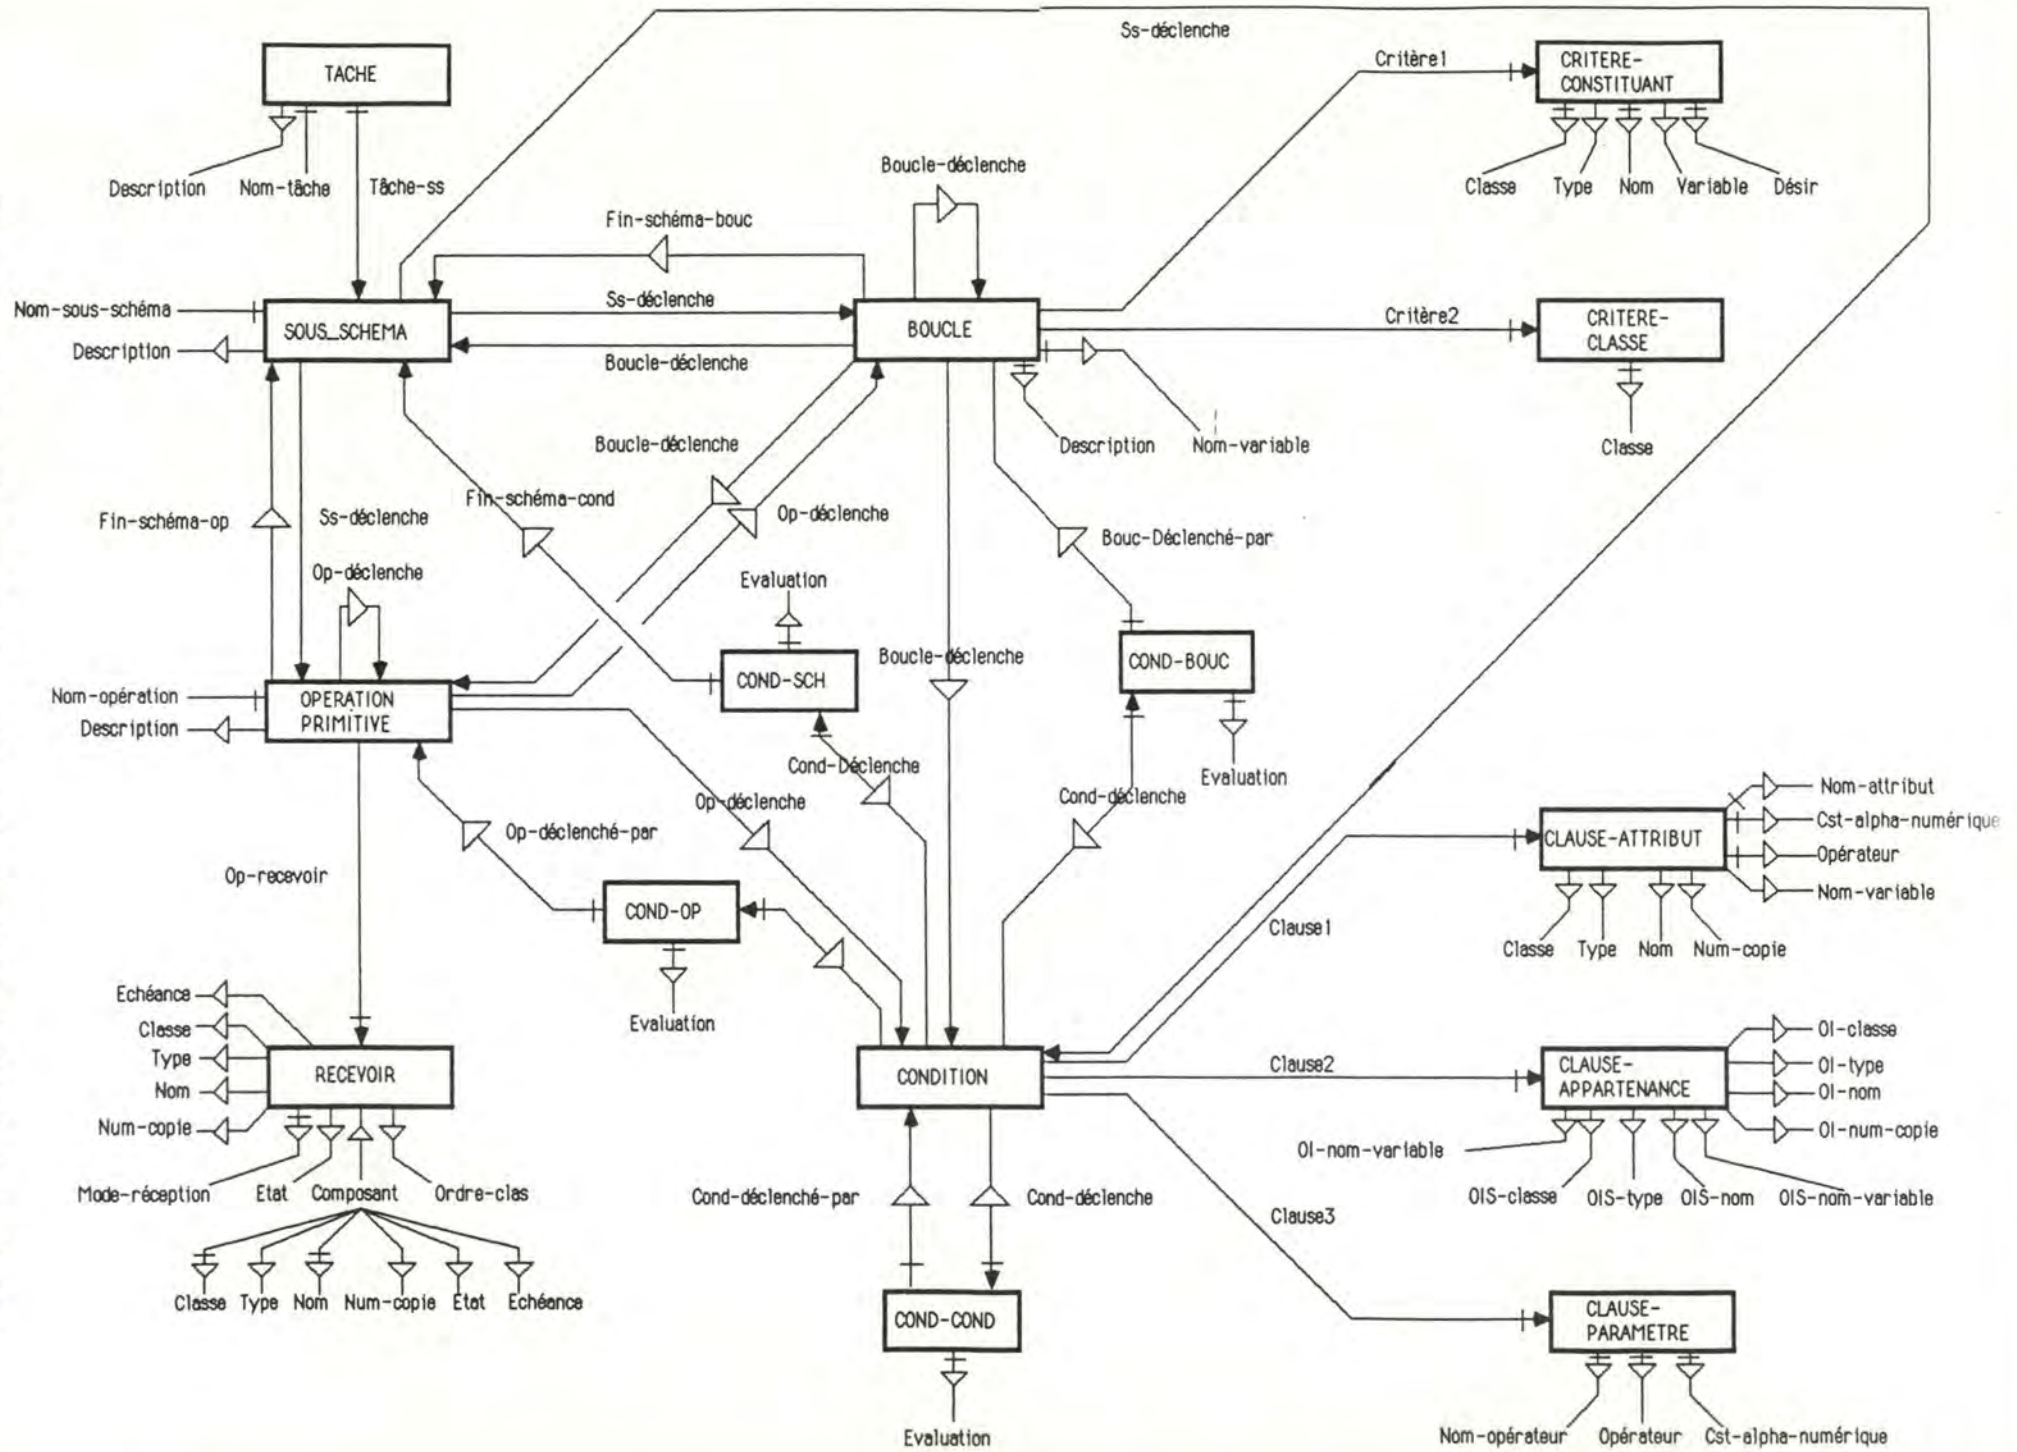 Ss-déclenche
TACHE
Critère1
CRITERE-
CONSTITUANT
Description
Nom-tâche
Tâche-ss
Boucle-déclenche
Classe
Type
Nom
Variable
Désir
Fin-schéma-bouc
Nom-sous-schéma
SOUS_SCHEMA
Description
Ss-déclenche
Boucle-déclenche
BOUCLE
Critère2
CRITERE-
CLASSE
Boucle-déclenche
Description
Nom-variable
Classe
Fin-schéma-op
Ss-déclenche
Fin-schéma-cond
Op-déclenche
Bouc-Déclenché-par
Op-déclenche
Evaluation
Nom-opération
Description
OPERATION
PRIMITIVE
COND-SCH
Boucle-déclenche
COND-BOUC
Cond-Déclenche
Evaluation
Op-déclenche
Cond-déclenche
Op-déclenché-par
Nom-attribut
Cst-alpha-numérique
CLAUSE-ATTRIBUT
Opérateur
Nom-variable
Op-recevoir
COND-OP
Clause1
Classe
Type
Nom
Num-copie
Evaluation
Echéance
Classe
Type
Nom
Num-copie
RECEVOIR
CONDITION
Clause2
CLAUSE-
APPARTENANCE
OI-classe
OI-type
OI-nom
OI-num-copie
OI-nom-variable
Mode-réception
Etat
Composant
Ordre-clas
Cond-déclenché-par
Cond-déclenche
OIS-classe
OIS-type
OIS-nom
OIS-nom-variable
Clause3
Classe
Type
Nom
Num-copie
Etat
Echéance
COND-COND
CLAUSE-
PARAMETRE
Evaluation
Nom-opérateur
Opérateur
Cst-alpha-numérique